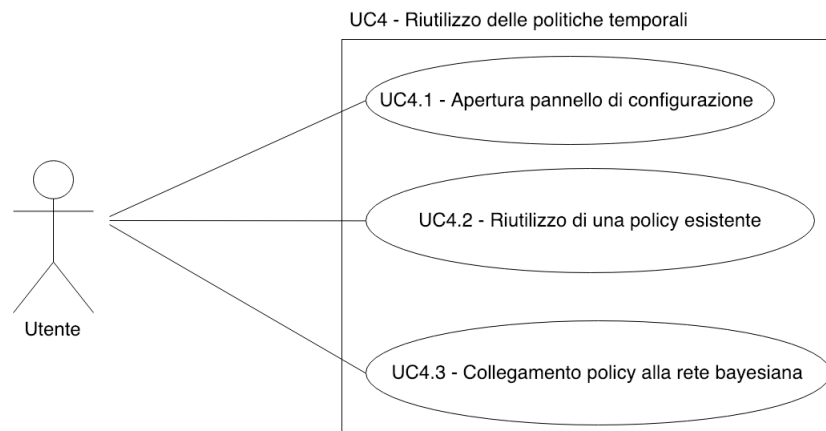 UC4 - Riutilizzo delle politiche temporali
UC4.1 - Apertura pannello di configurazione
UC4.2 - Riutilizzo di una policy esistente
Utente
UC4.3 - Collegamento policy alla rete bayesiana